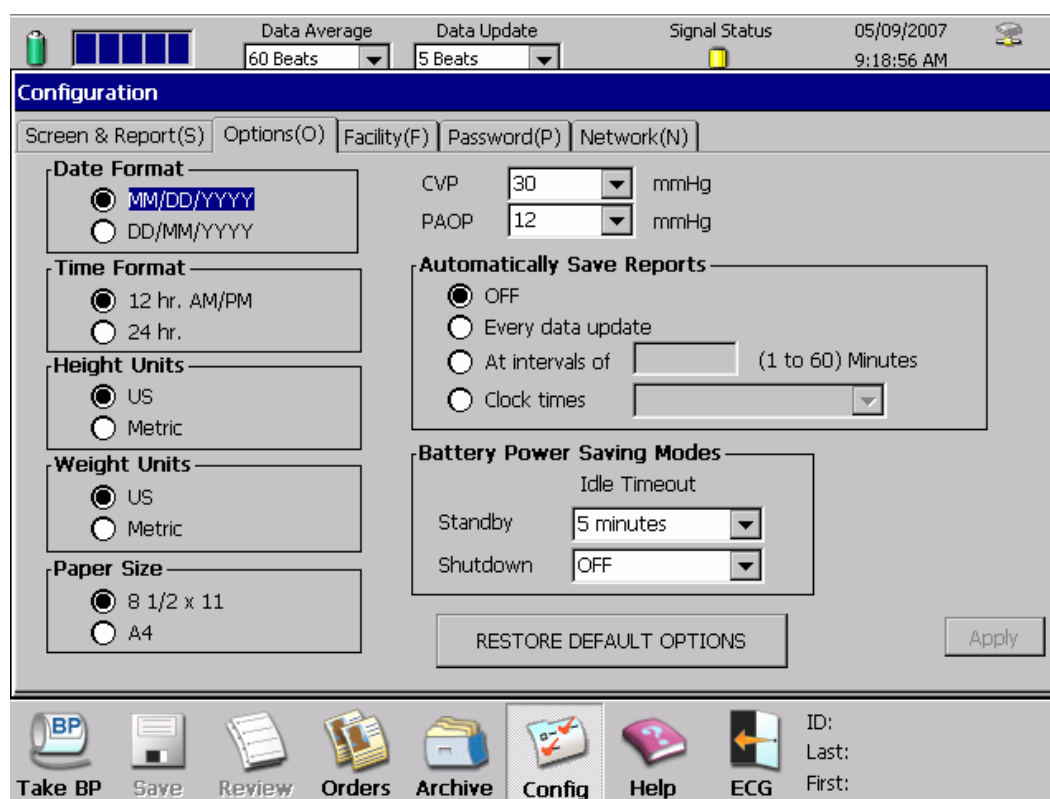 Data Average Data Update Signal Status 05/09/2007
60 Beats 5 Beats 9:18:56 AM
Configuration
Screen & Report(S) Options(O) Facility(F) Password(P) Network(N)
Date Format
MM/DD/YYYY
DD/MM/YYYY
Time Format
12 hr. AM/PM
24 hr.
Height Units
US
Metric
Weight Units
US
Metric
Paper Size
8 1/2 x 11
A4
CVP 30 mmHg
PAOP 12 mmHg
Automatically Save Reports
OFF
Every data update
At intervals of (1 to 60) Minutes
Clock times
Battery Power Saving Modes
Idle Timeout
Standby 5 minutes
Shutdown OFF
RESTORE DEFAULT OPTIONS
Apply
BP
Take BP Save Review Orders Archive Config Help ECG
ID:
Last:
First: